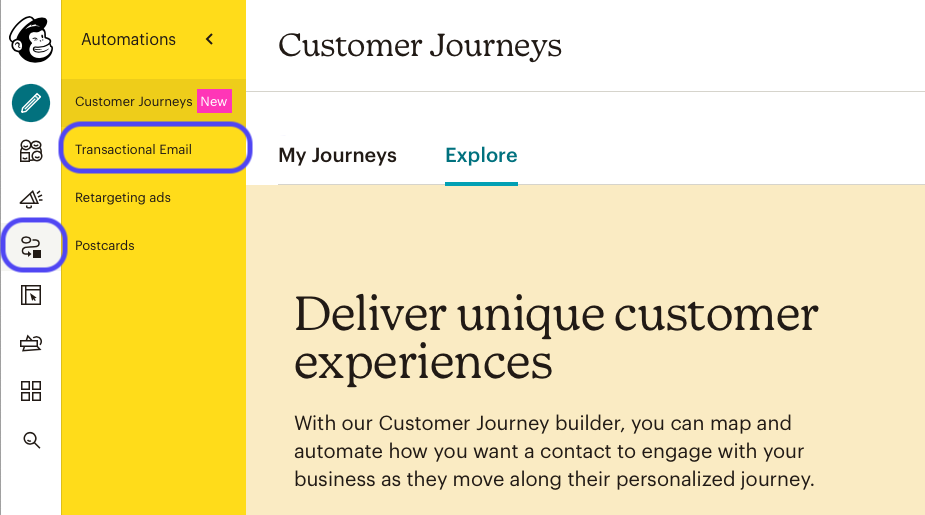 Automations
Customer Journeys New
Transactional Email
Retargeting ads
Postcards
Customer Journeys
My Journeys Explore
Deliver unique customer
experiences
With our Customer Journey builder, you can map and
automate how you want a contact to engage with your
business as they move along their personalized journey.